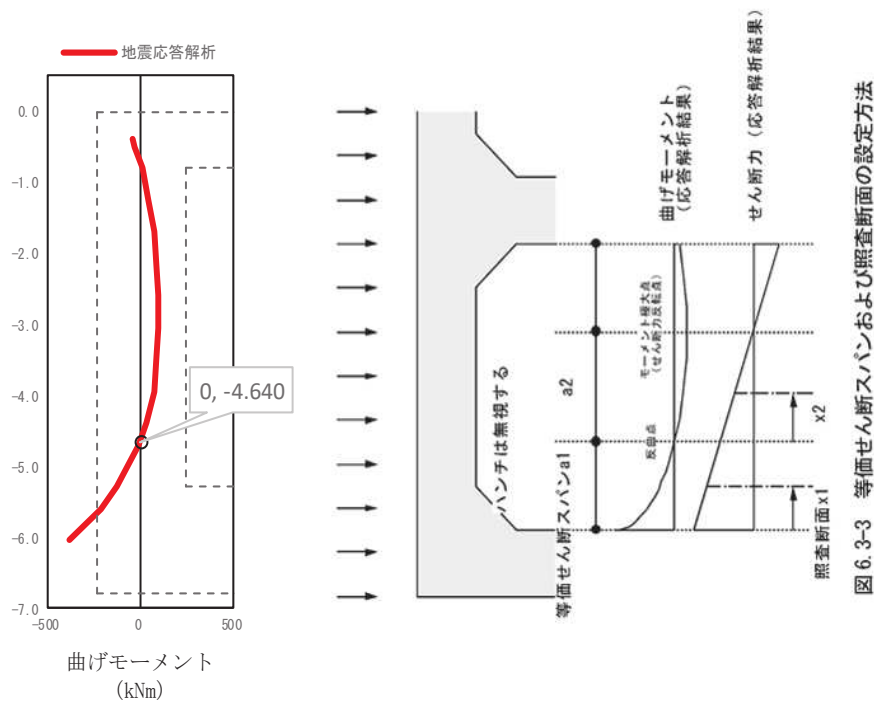 地震応答解析
0.0
-1.0
-2.0
-3.0
-4.0
-5.0
-6.0
-7.0
0, -4.640
-500
0
500
曲げモーメント
(kNm)
ハンチは無視する
等価せん断スパンa1
a2
曲げモーメント
(応答解析結果)
モーメント極大点
(せん断力反転点)
反曲点
せん断力 (応答解析結果)
x2
照査断面x1
図 6.3-3 等価せん断スパンおよび照査断面の設定方法